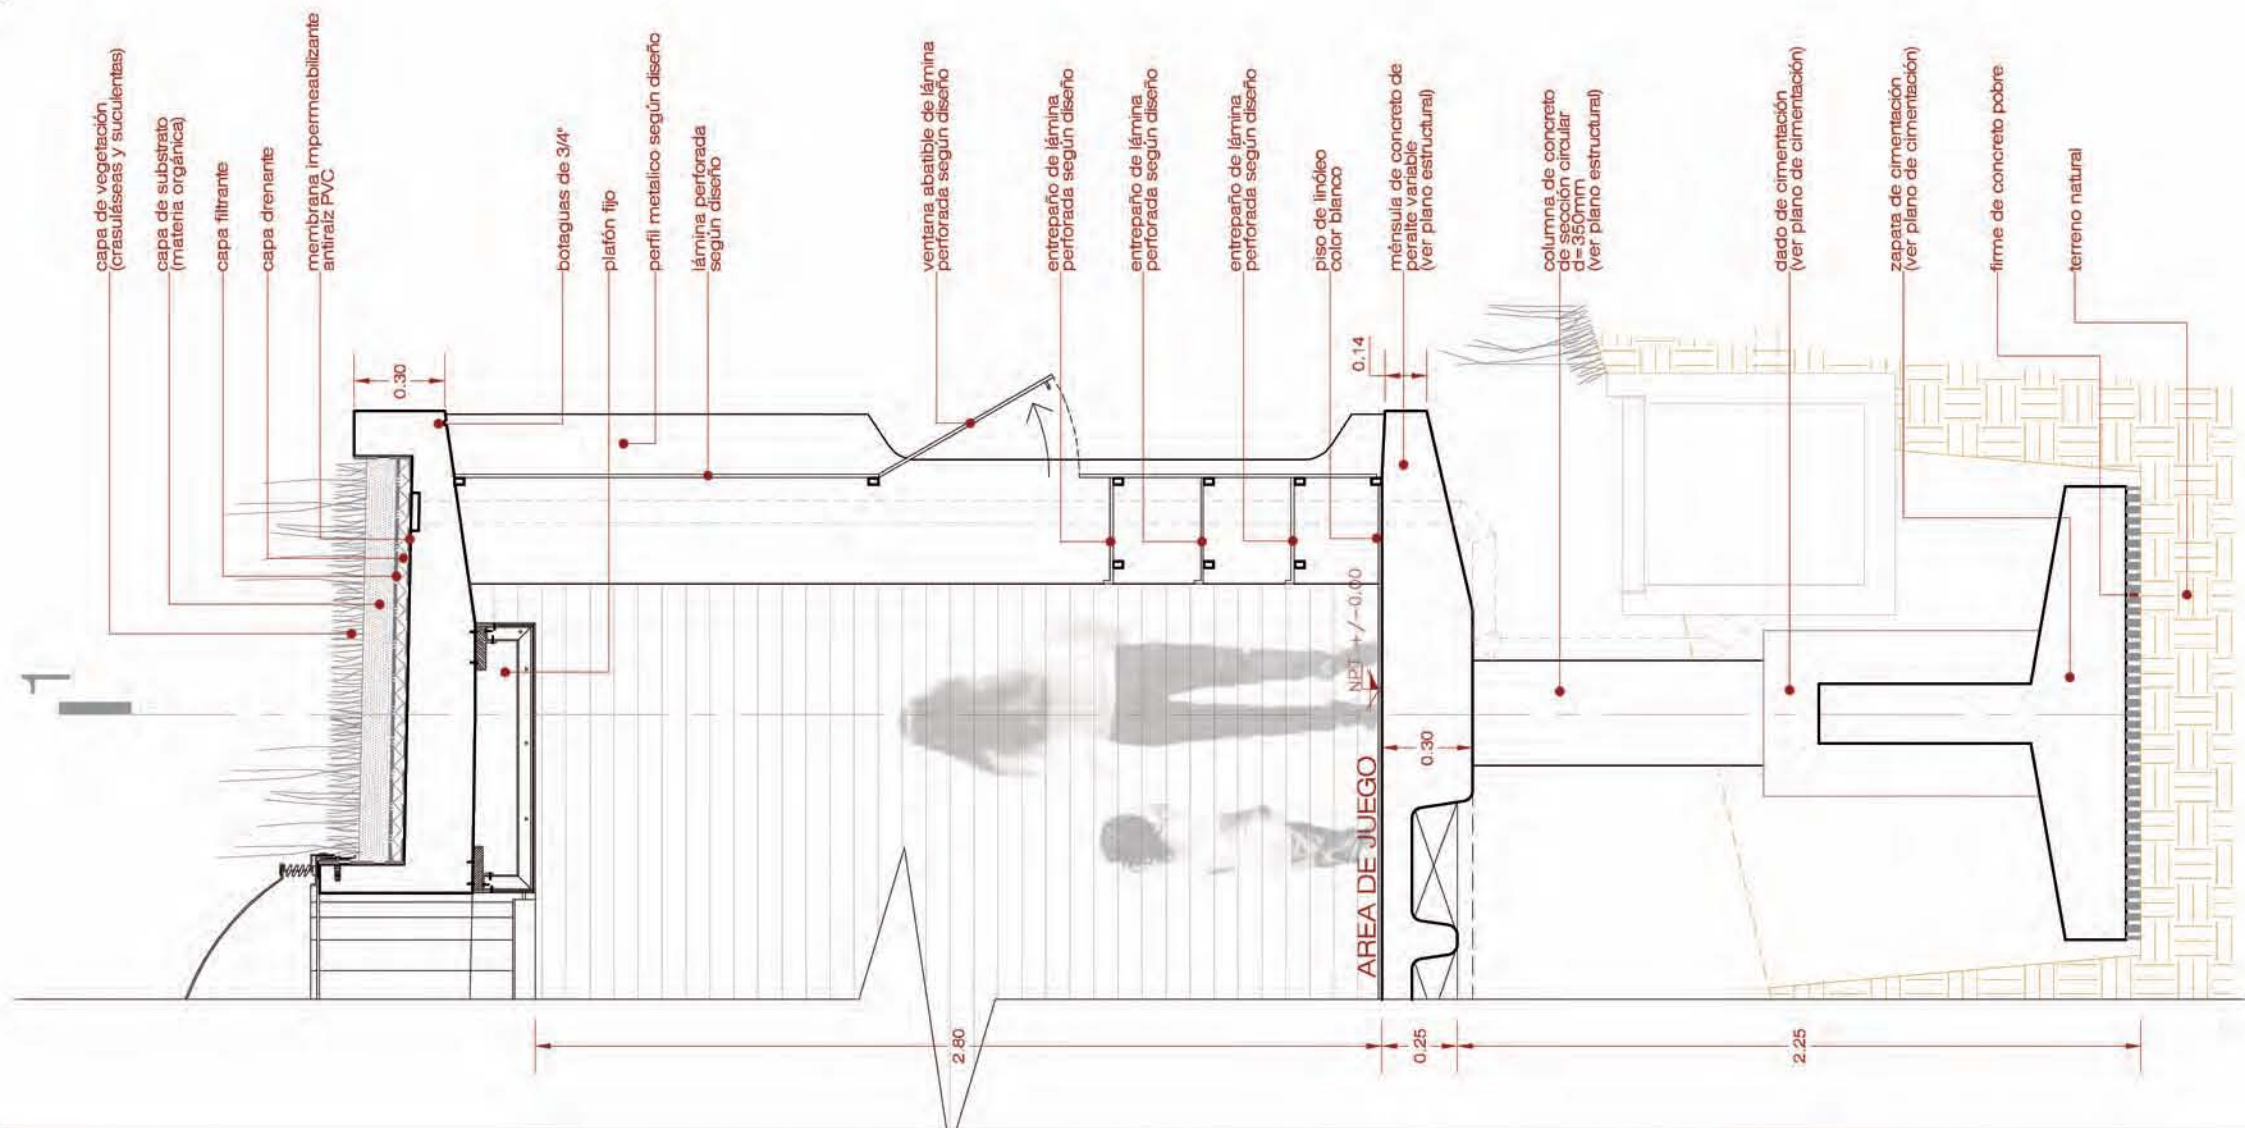 capa de vegetación
(crasuláseas y suculentas)
capa de substrato
(materia orgánica)
capa filtrante
capa drenante
membrana impermeabilizante
antiraíz PVC
botaguas de 3/4"
plafón fijo
perfil metalico según diseño
lámina perforada
según diseño
ventana abatible de lámina
perforada según diseño
entrepaño de lámina
perforada según diseño
entrepaño de lámina
perforada según diseño
entrepaño de lámina
perforada según diseño
piso de linóleo
color blanco
ménsula de concreto de
peralte variable
(ver plano estructural)
columna de concreto
de sección circular
d=350mm
(ver plano estructural)
dado de cimentación
(ver plano de cimentación)
zapata de cimentación
(ver plano de cimentación)
firme de concreto pobre
terreno natural
0.30
0.14
1
NPT +/-0.00
0.30
AREA DE JUEGO
2.80
0.25
2.25